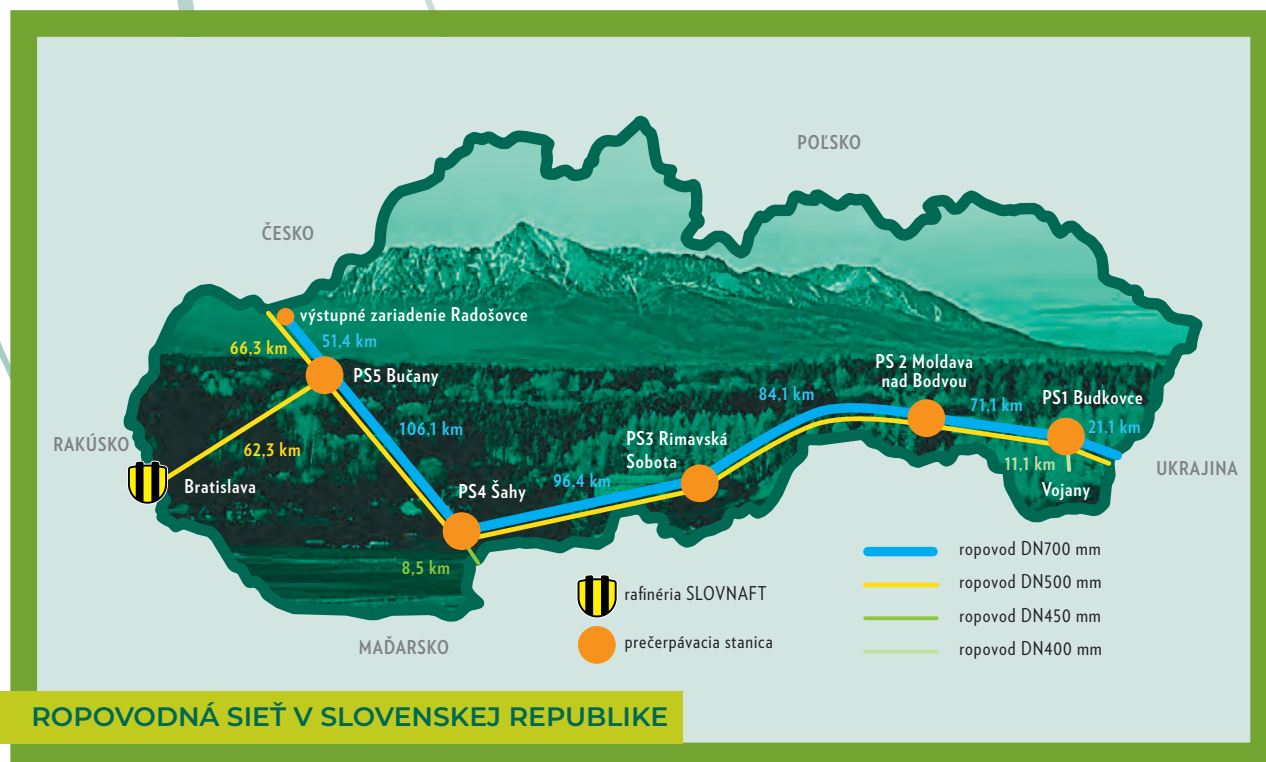 POĽSKO
ČESKO
výstupné zariadenie Radošovce
66,3 km
51,4 km
PS5 Bučany
PS 2 Moldava
nad Bodvou
84,1 km
71,1 km
PS1 Budkovce
21,1 km
106,1 km
RAKÚSKO
62,3 km
PS3 Rimavská
Sobota
11,1 km
UKRAJINA
Bratislava
PS4 Šahy
96,4 km
Vojany
8,5 km
ropovod DN700 mm
ropovod DN500 mm
ropovod DN450 mm
ropovod DN400 mm
rafinéria SLOVNAFT
prečerpávacia stanica
MAĎARSKO
ROPOVODNÁ SIEŤ V SLOVENSKEJ REPUBLIKE